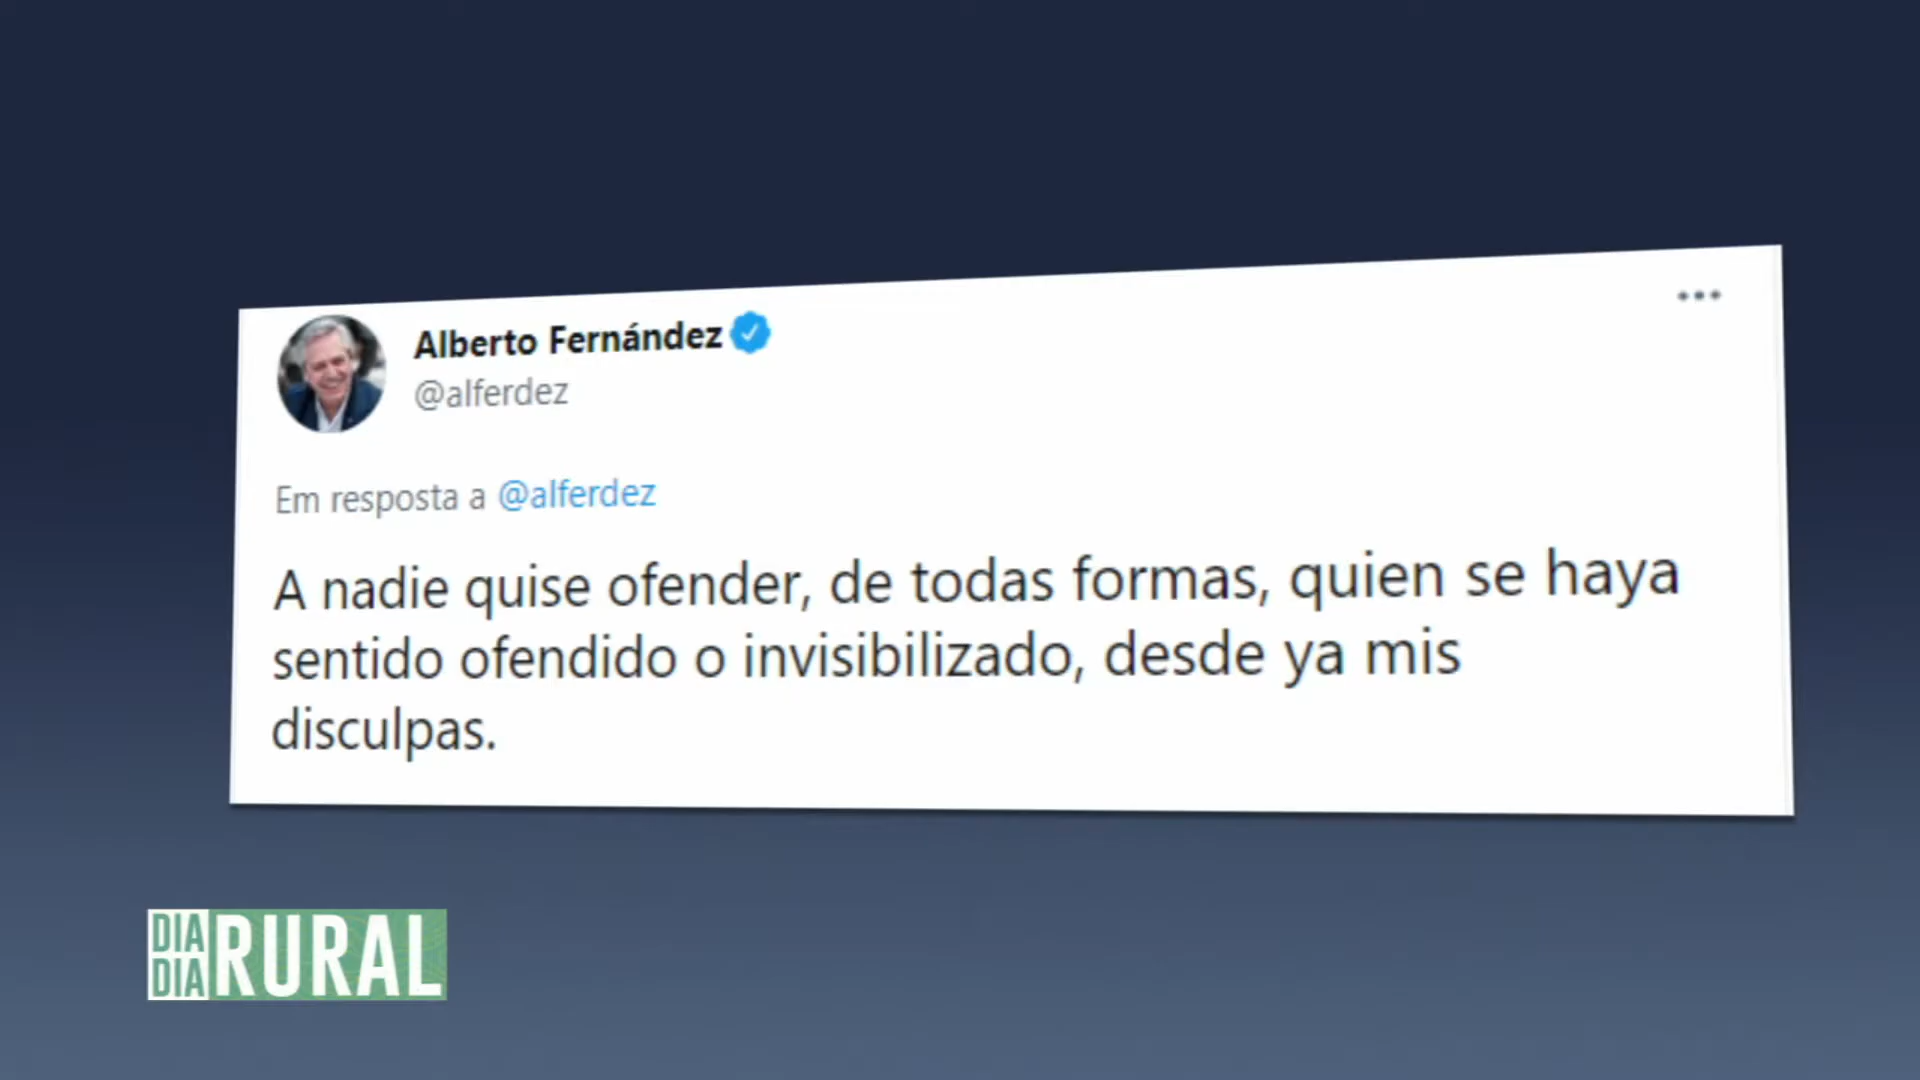 Alberto Fernández
@alferdez
Em resposta a @alferdez
A nadie quise ofender, de todas formas, quien se haya
sentido ofendido o invisibilizado, desde ya mis
disculpas.
DIA DIA RURAL